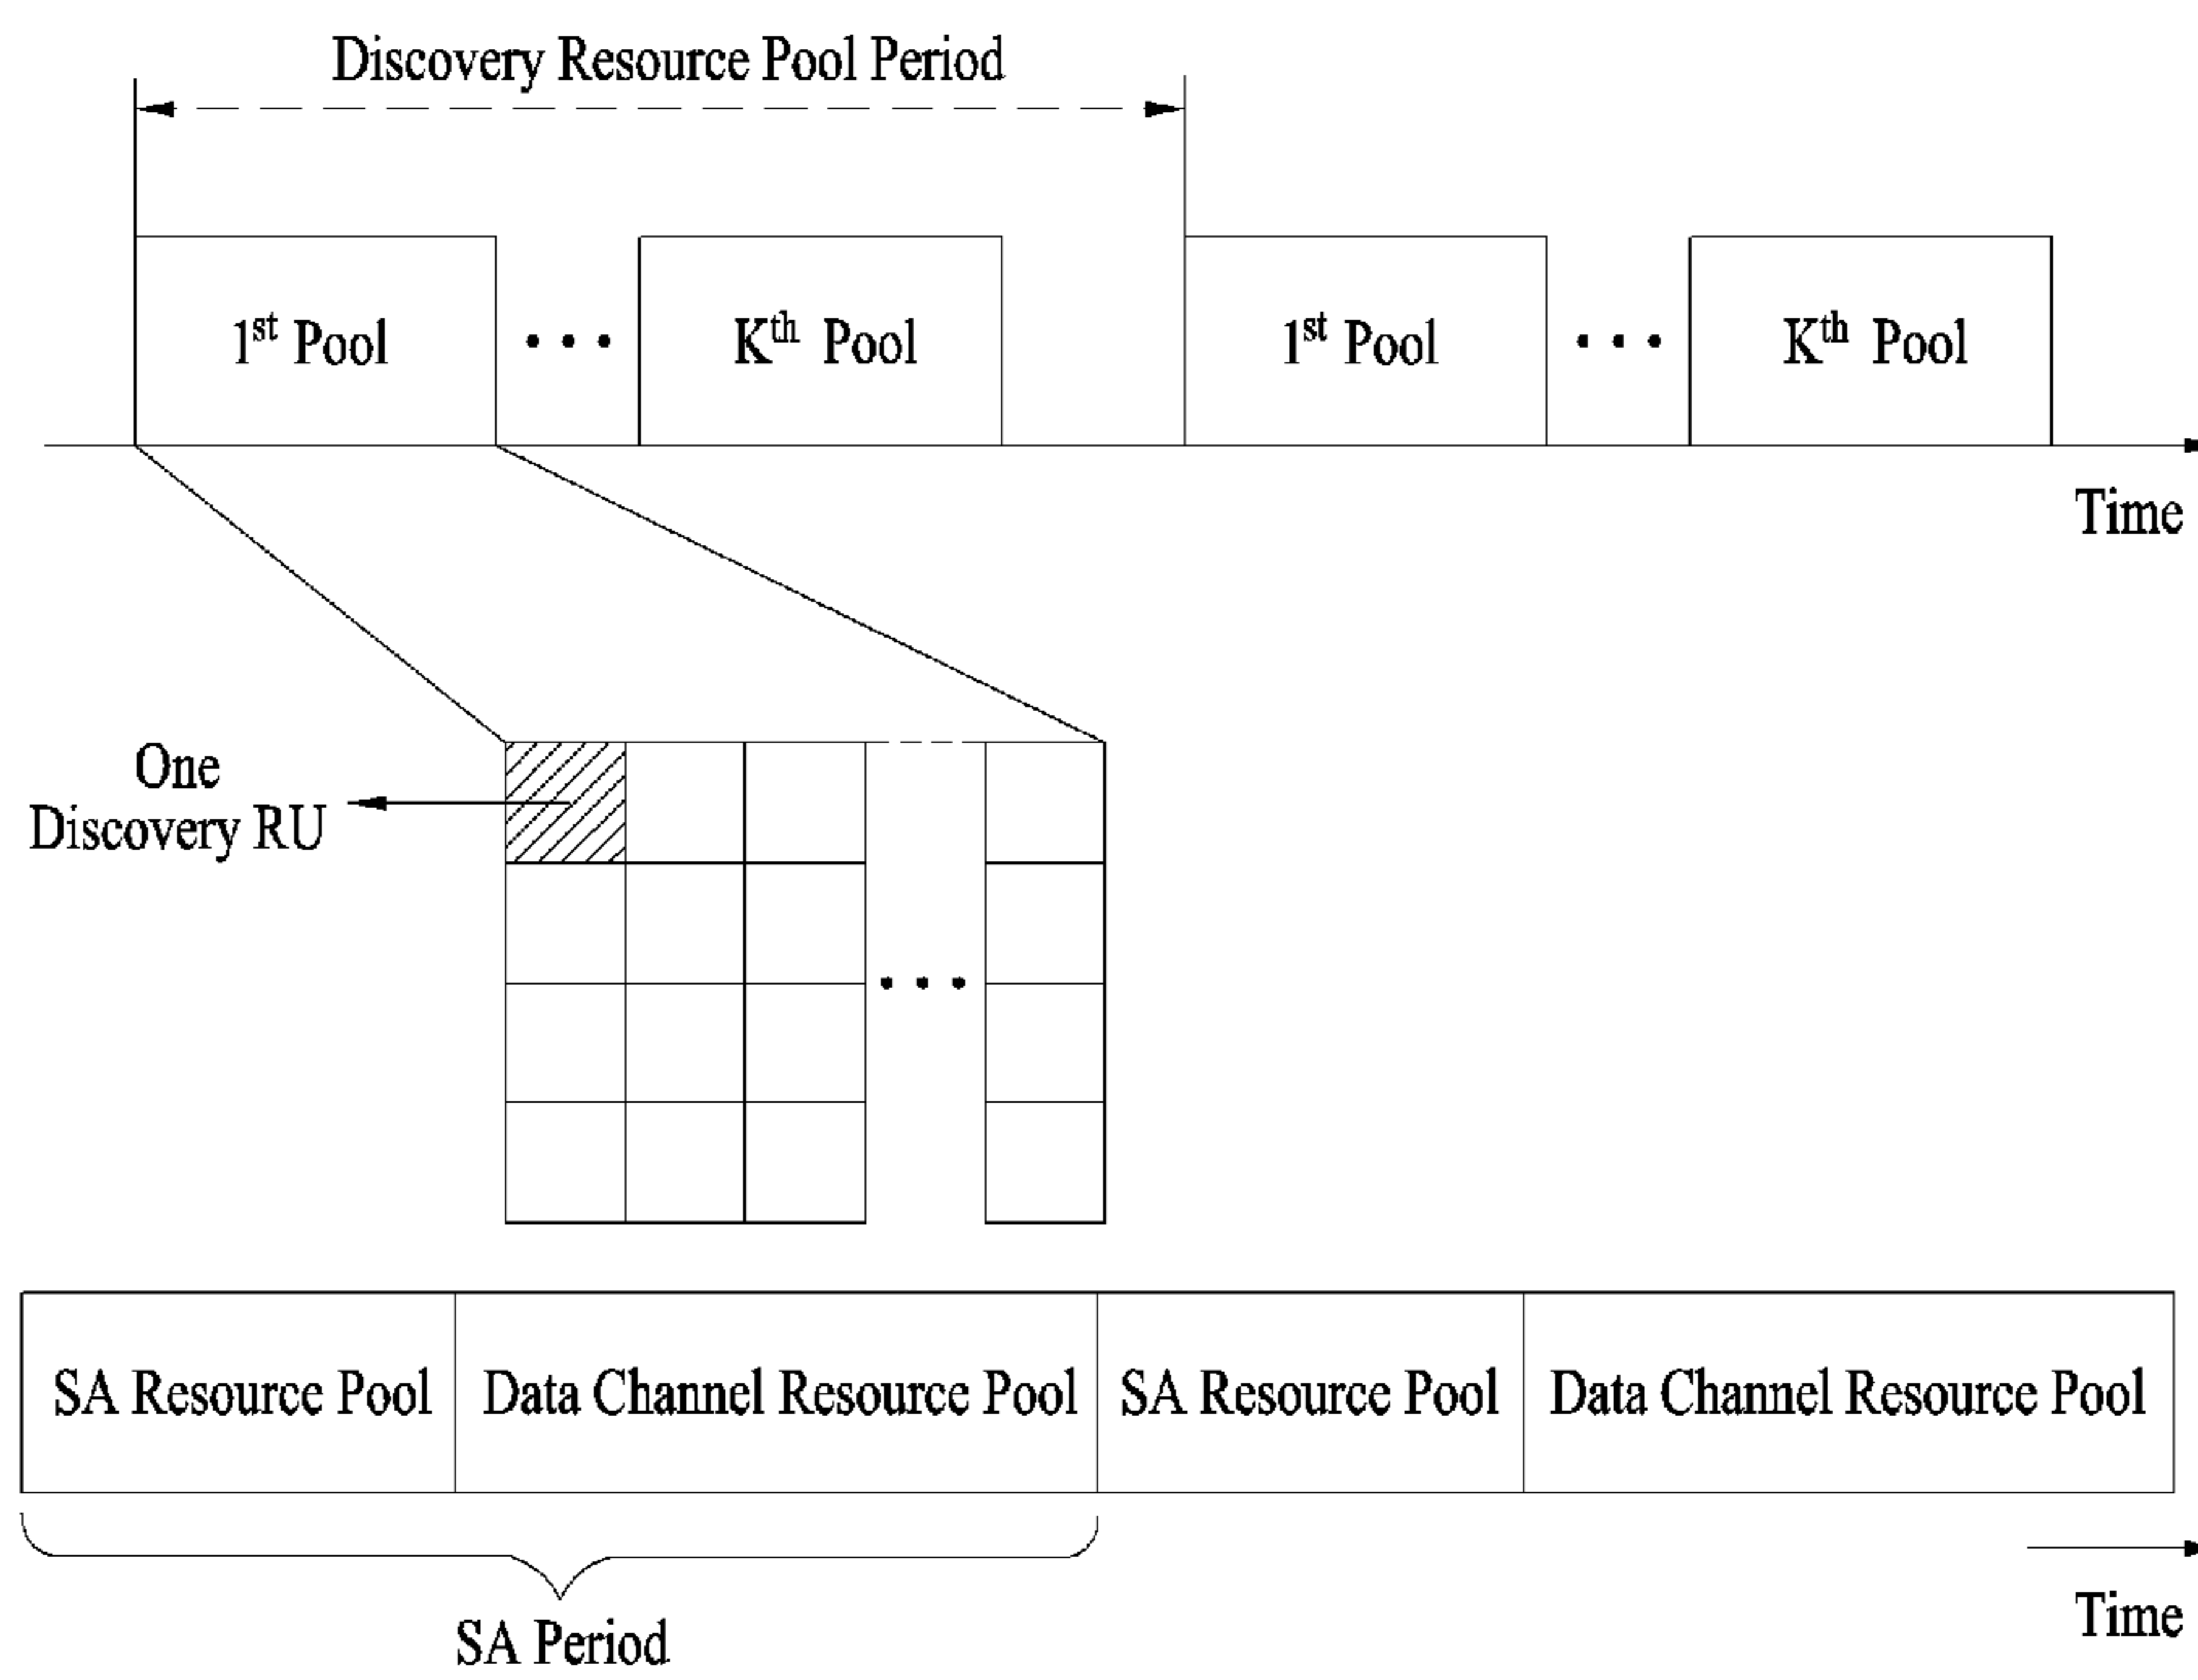 Discovery Resource Pool Period
1st Pool ... Kth Pool 1st Pool ... Kth Pool
Time
One
Discovery RU
...
SA Resource Pool Data Channel Resource Pool SA Resource Pool Data Channel Resource Pool
SA Period
Time